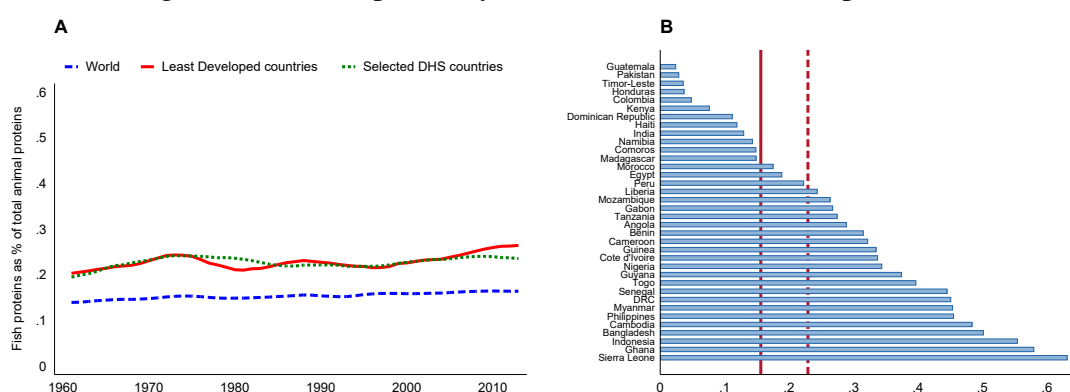 A
World Least Developed countries Selected DHS countries
Fish proteins as % of total animal proteins
.6
.5
.4
.3
.2
.1
0
1960 1970 1980 1990 2000 2010
B
Guatemala
Pakistan
Timor-Leste
Honduras
Colombia
Kenya
Dominican Republic
Haiti
India
Namibia
Comoros
Madagascar
Morocco
Egypt
Peru
Liberia
Mozambique
Gabon
Tanzania
Angola
Benin
Cameroon
Guinea
Cote d'Ivoire
Nigeria
Guyana
Togo
Senegal
DRC
Myanmar
Philippines
Cambodia
Bangladesh
Indonesia
Ghana
Sierra Leone
0 .1 .2 .3 .4 .5 .6